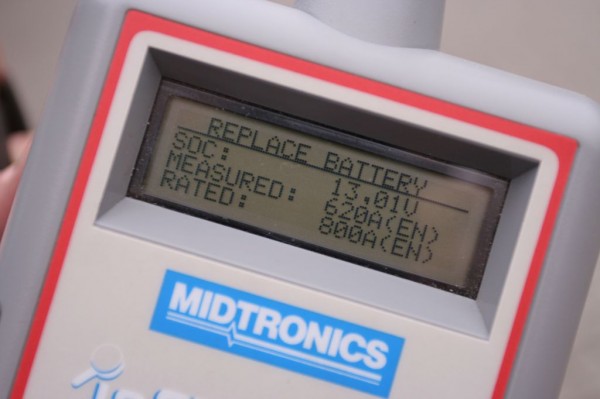 REPLACE BATTERY
SOC: 13.01V
MEASURED: 620A(EN)
RATED: 800A(EN)
MIDTRONICS